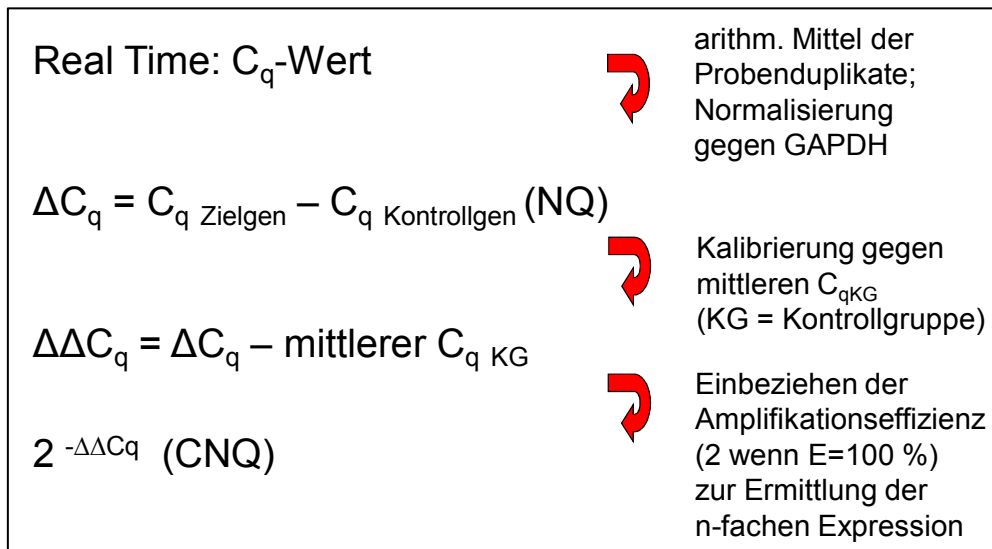 Real Time: Cq-Wert
arithm. Mittel der
Probenduplikate;
Normalisierung
gegen GAPDH
ΔCq = Cq Zielgen – Cq Kontrollgen (NQ)
Kalibrierung gegen
mittleren CqKG
(KG = Kontrollgruppe)
ΔΔCq = ΔCq – mittlerer Cq KG
Einbeziehen der
Amplifikationseffizienz
(2 wenn E=100 %)
zur Ermittlung der
n-fachen Expression
2 -ΔΔCq (CNQ)